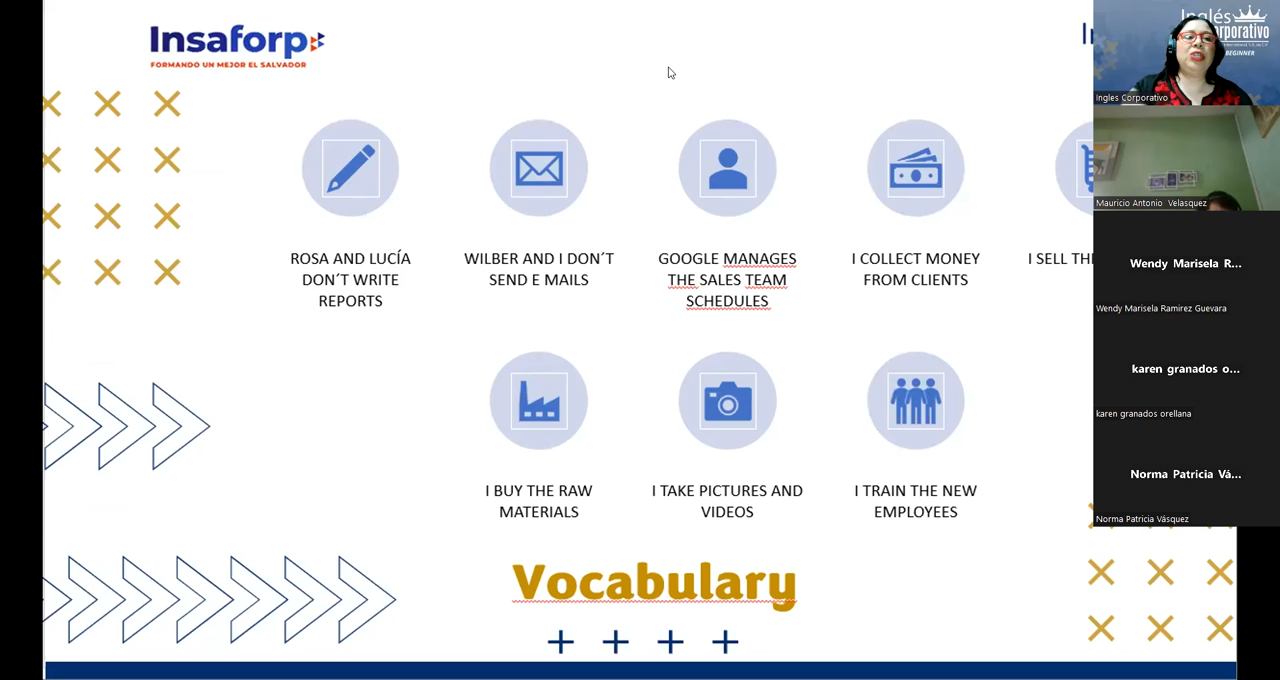 Insaforp
FORMANDO UN MEJOR EL SALVADOR
ROSA AND LUCÍA
DON´T WRITE
REPORTS
WILBER AND I DON´T
SEND E MAILS
GOOGLE MANAGES
THE SALES TEAM
SCHEDULES
I COLLECT MONEY
FROM CLIENTS
I SELL
I BUY THE RAW
MATERIALS
I TAKE PICTURES AND
VIDEOS
I TRAIN THE NEW
EMPLOYEES
Vocabulary
Inglés
BEGINNER
Ingles Corporativo
Mauricio Antonio Velasquez
Wendy Marisela R...
Wendy Marisela Ramirez Guevara
karen granados o...
karen granados orellana
Norma Patricia Vá...
Norma Patricia Vásquez